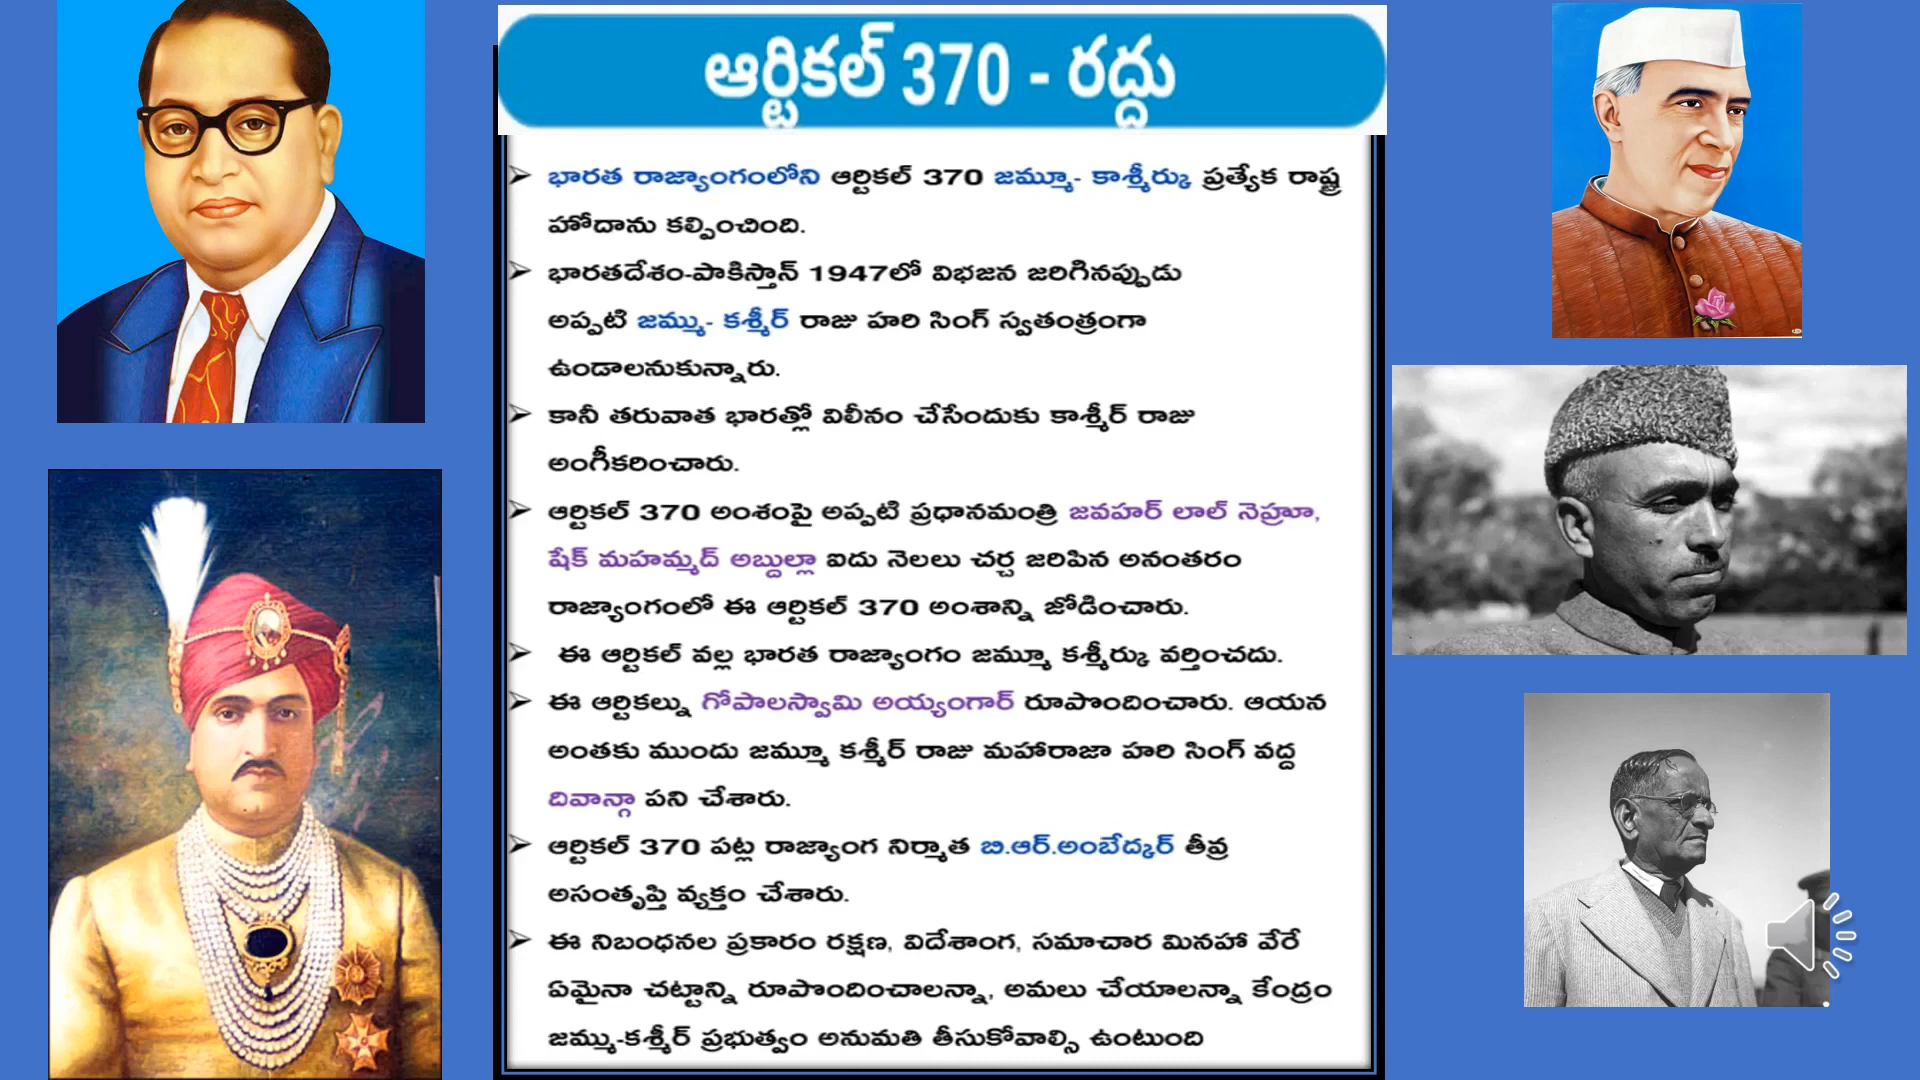 ఆర్టికల్ 370 - రద్దు
భారత రాజ్యాంగంలోని ఆర్టికల్ 370 జమ్మూ- కాశ్మీర్కు ప్రత్యేక రాష్ట్ర
హోదాను కల్పించింది.
భారతదేశం-పాకిస్తాన్ 1947లో విభజన జరిగినప్పుడు
అప్పటి జమ్ము- కశ్మీర్ రాజు హరి సింగ్ స్వతంత్రంగా
ఉండాలనుకున్నారు.
కానీ తరువాత భారత్లో విలీనం చేసేందుకు కాశ్మీర్ రాజు
అంగీకరించారు.
ఆర్టికల్ 370 అంశంపై అప్పటి ప్రధానమంత్రి జవహర్ లాల్ నెహ్రూ,
షేక్ మహమ్మద్ అబ్దుల్లా ఐదు నెలలు చర్చ జరిపిన అనంతరం
రాజ్యాంగంలో ఈ ఆర్టికల్ 370 అంశాన్ని జోడించారు.
ఈ ఆర్టికల్ వల్ల భారత రాజ్యాంగం జమ్మూ కశ్మీర్కు వర్తించదు.
ఈ ఆర్టికల్ను గోపాలస్వామి అయ్యంగార్ రూపొందించారు. ఆయన
అంతకు ముందు జమ్మూ కశ్మీర్ రాజు మహారాజా హరి సింగ్ వద్ద
దివాన్గా పని చేశారు.
ఆర్టికల్ 370 పట్ల రాజ్యాంగ నిర్మాత బి.ఆర్.అంబేద్కర్ తీవ్ర
అసంతృప్తి వ్యక్తం చేశారు.
ఈ నిబంధనల ప్రకారం రక్షణ, విదేశాంగ, సమాచార మినహా వేరే
ఏమైనా చట్టాన్ని రూపొందించాలన్నా, అమలు చేయాలన్నా కేంద్రం
జమ్ము-కశ్మీర్ ప్రభుత్వం అనుమతి తీసుకోవాల్సి ఉంటుంది